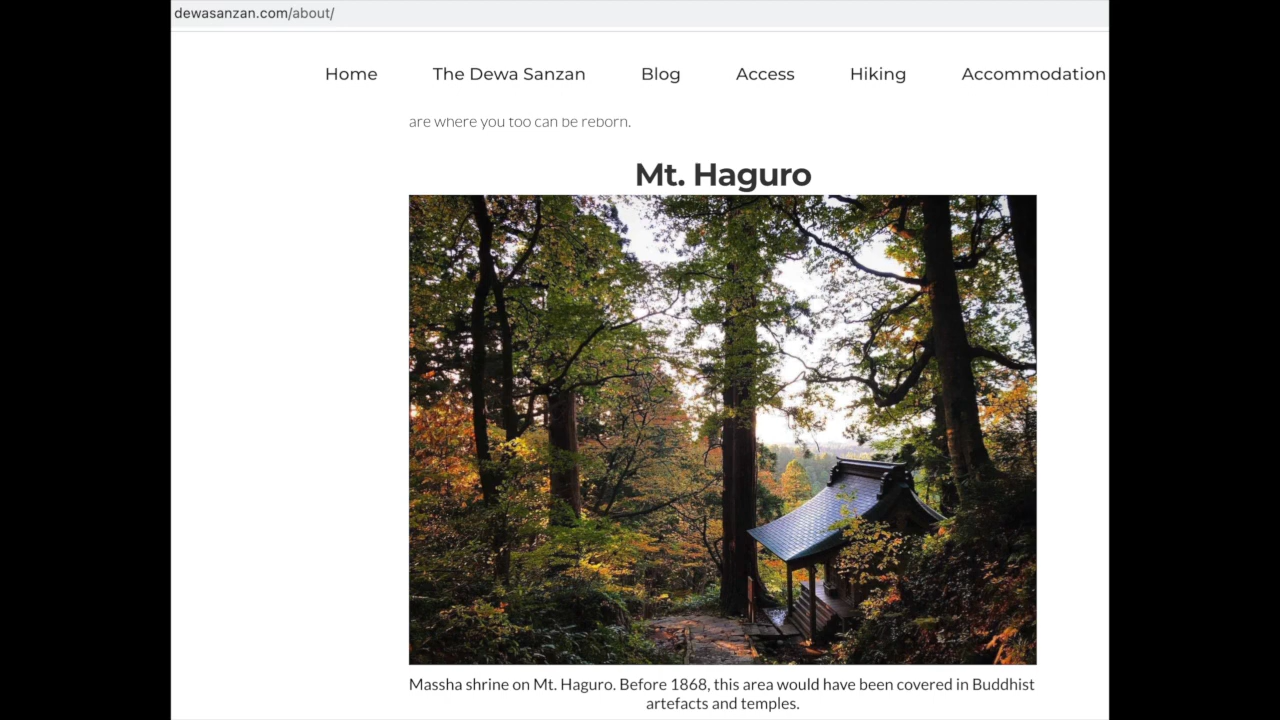 dewasanzan.com/about/
Home The Dewa Sanzan Blog Access Hiking Accommodation
are where you too can be reborn.
Mt. Haguro
Massha shrine on Mt. Haguro. Before 1868, this area would have been covered in Buddhist
artefacts and temples.